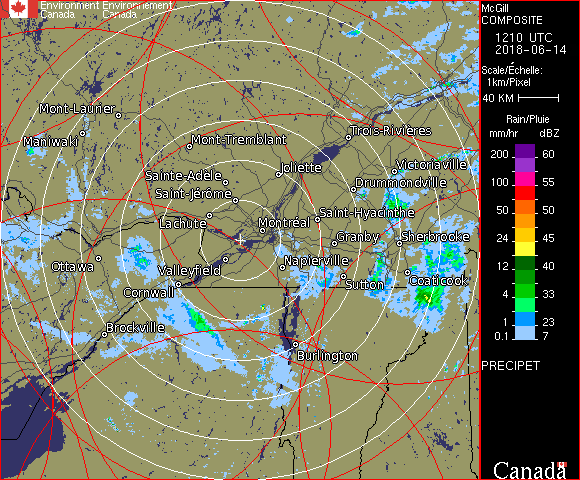 Environment Environnement
Canada Canada
McGill
COMPOSITE
1210 UTC
2018-06-14
Scale/Échelle:
1km/Pixel
40 KM
Rain/Pluie
mm/hr dBZ
200 60
100 55
50 50
24 45
12 40
4 33
1 23
0.1 7
PRECIPET
Canada
Mont-Laurier
Maniwaki
Mont-Tremblant
Trois-Rivières
Victoriaville
Joliette
Sainte-Adèle
Drummondville
Saint-Jérôme
Lachute
Saint-Hyacinthe
Montréal
Granby
Sherbrooke
Ottawa
Valleyfield
Napierville
Coaticook
Cornwall
Sutton
Brockville
Burlington